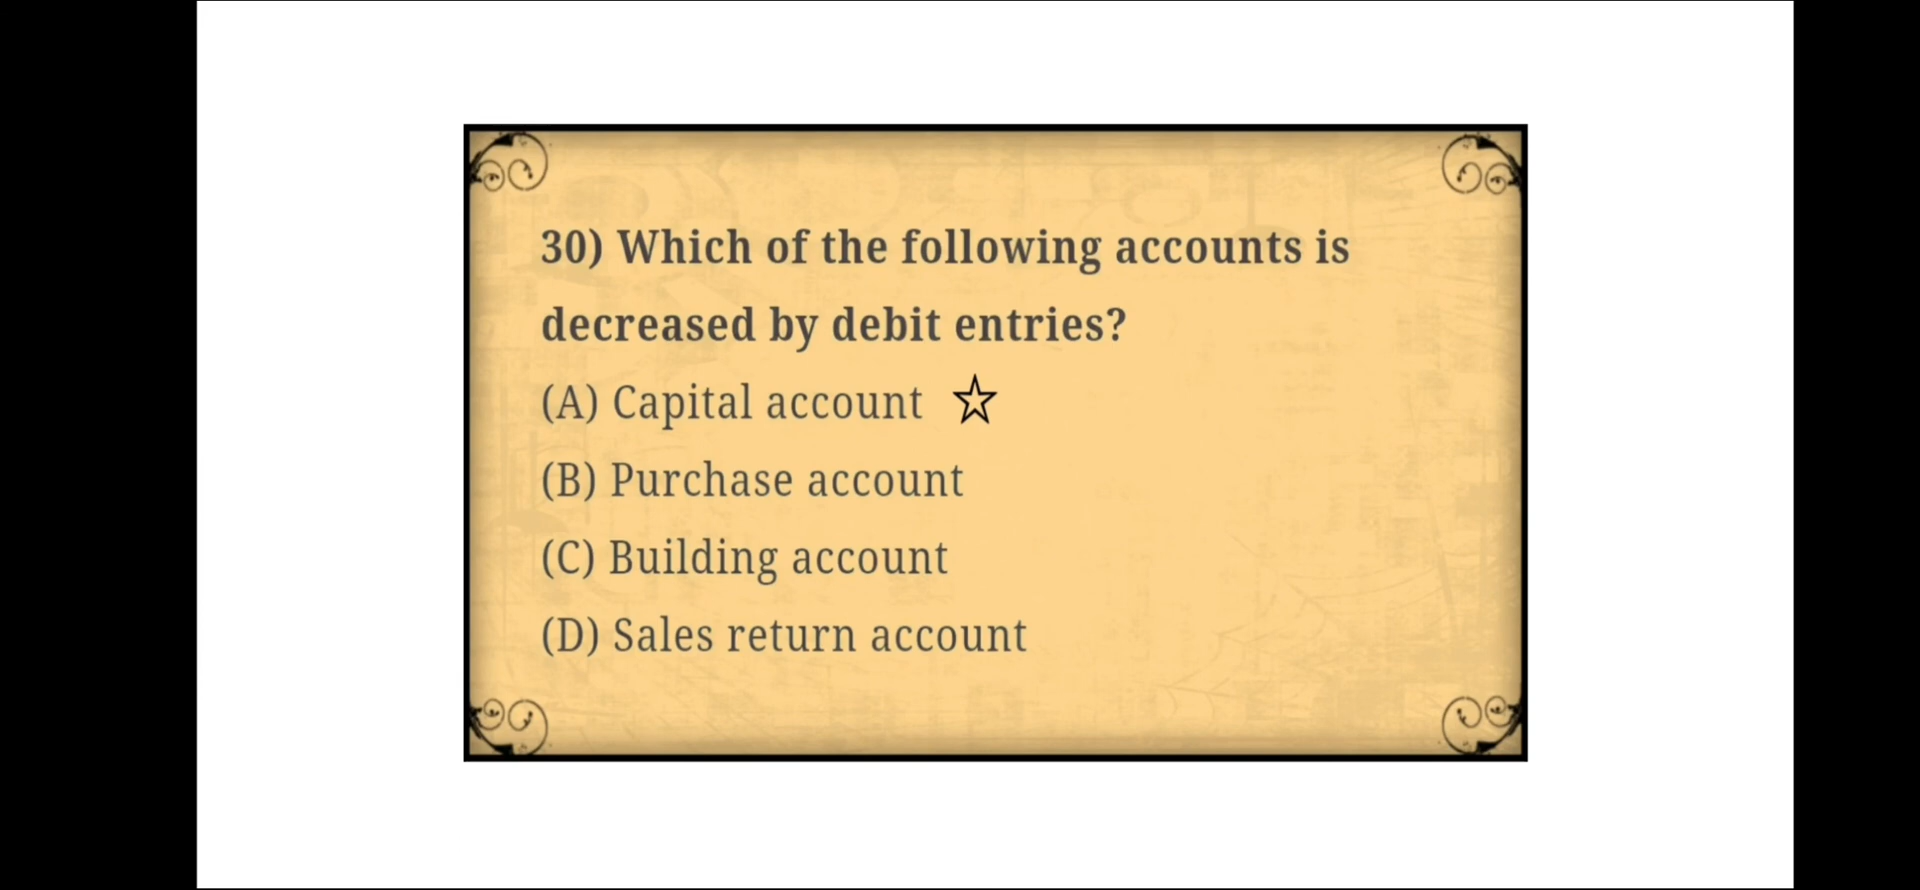 30) Which of the following accounts is
decreased by debit entries?
(A) Capital account
(B) Purchase account
(C) Building account
(D) Sales return account